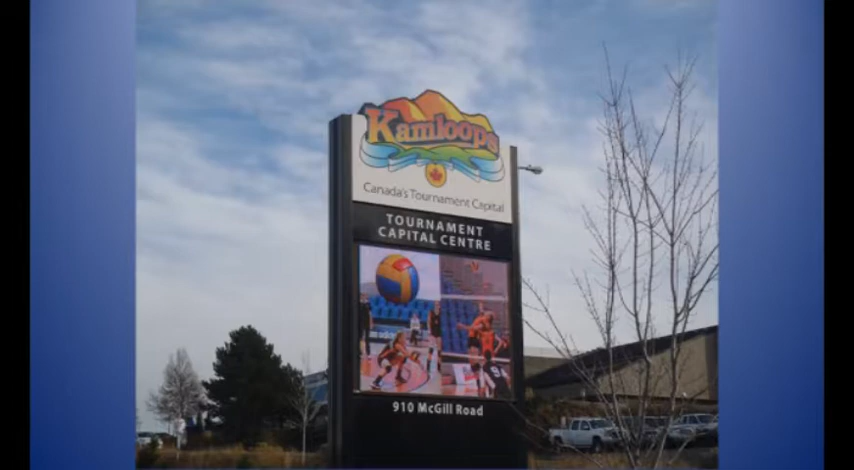 Kamloops
Canada's Tournament Capital
TOURNAMENT
CAPITAL CENTRE
910 McGill Road